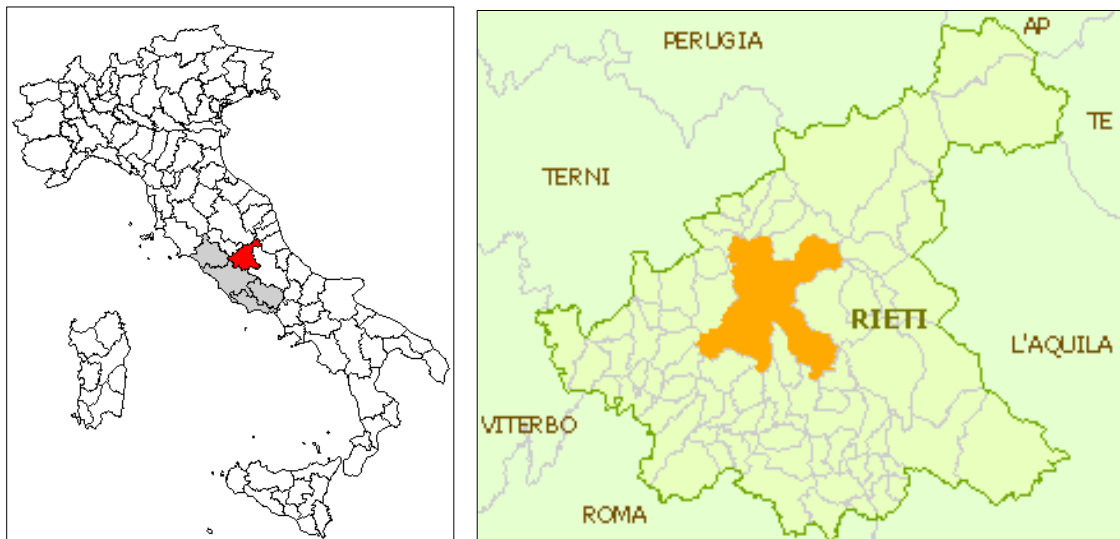 PERUGIA
AP
TE
TERNI
RIETI
L'AQUILA
VITERBO
ROMA